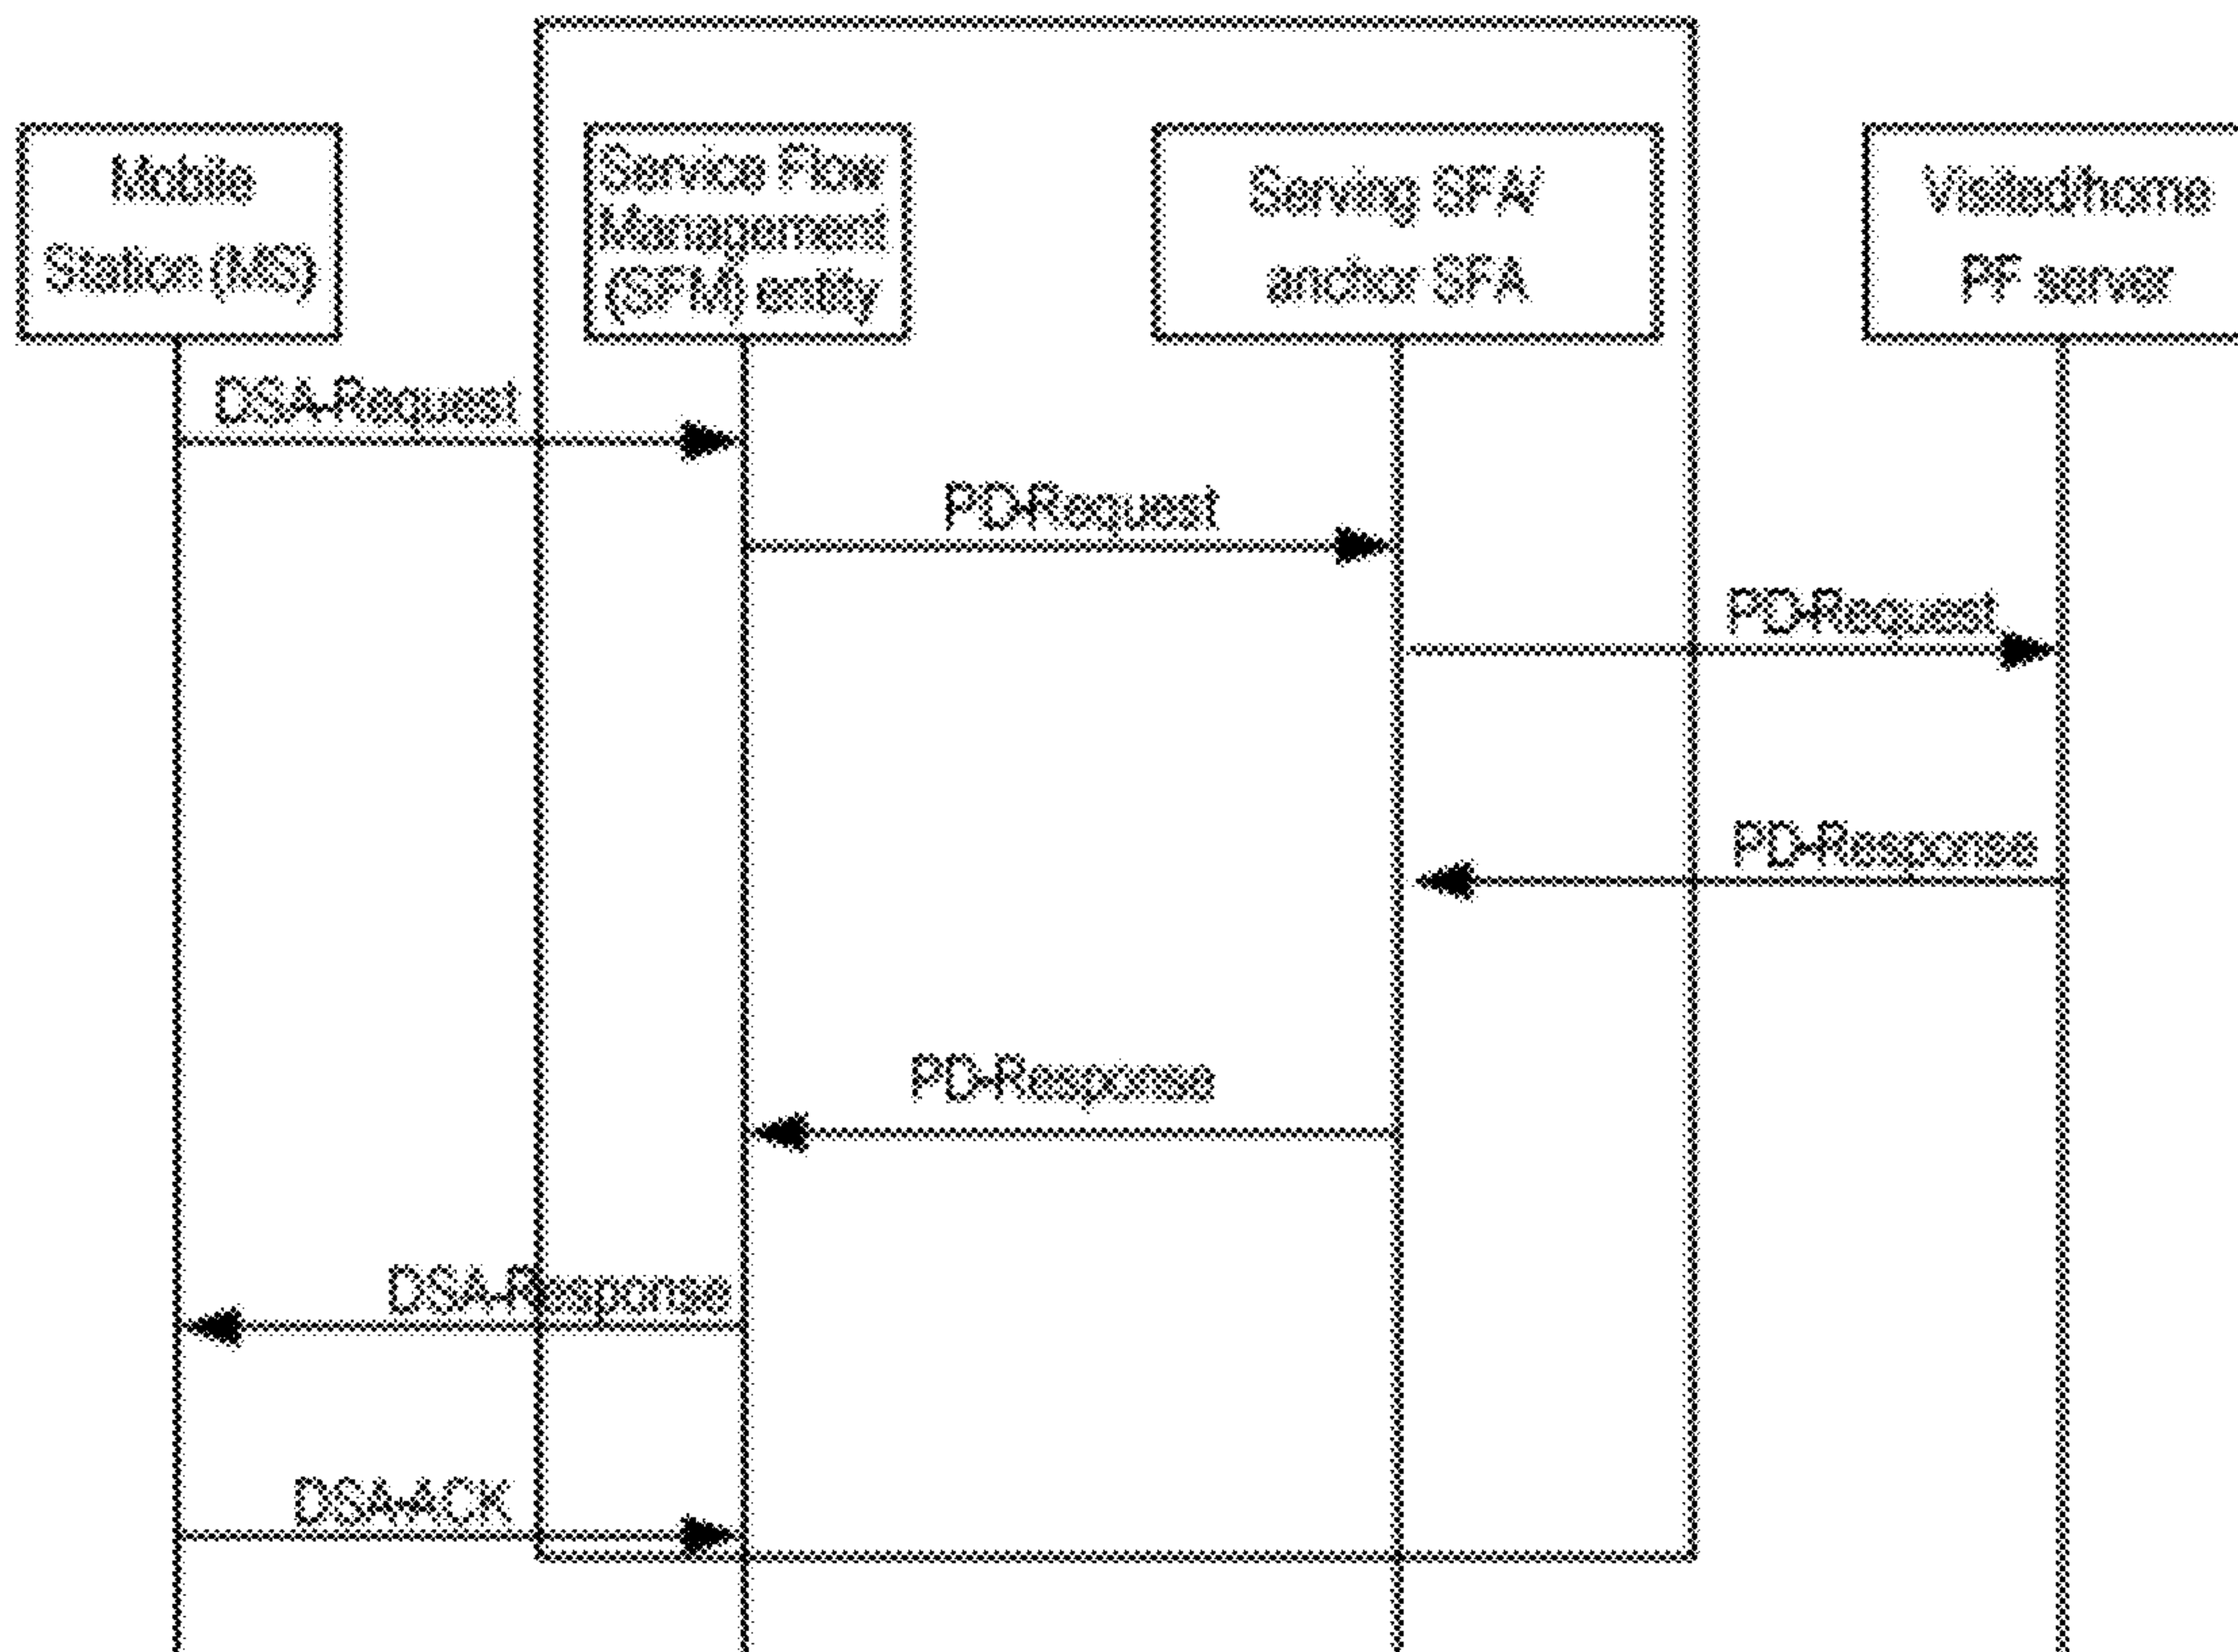 Mobile
Station (MS)
Service Flow
Management
(SFM) entity
Serving SFA/
anchor SFA
Visited/home
PF server
DSA-Request
PD-Request
PD-Request
PD-Response
PD-Response
DSA-Response
DSA-ACK